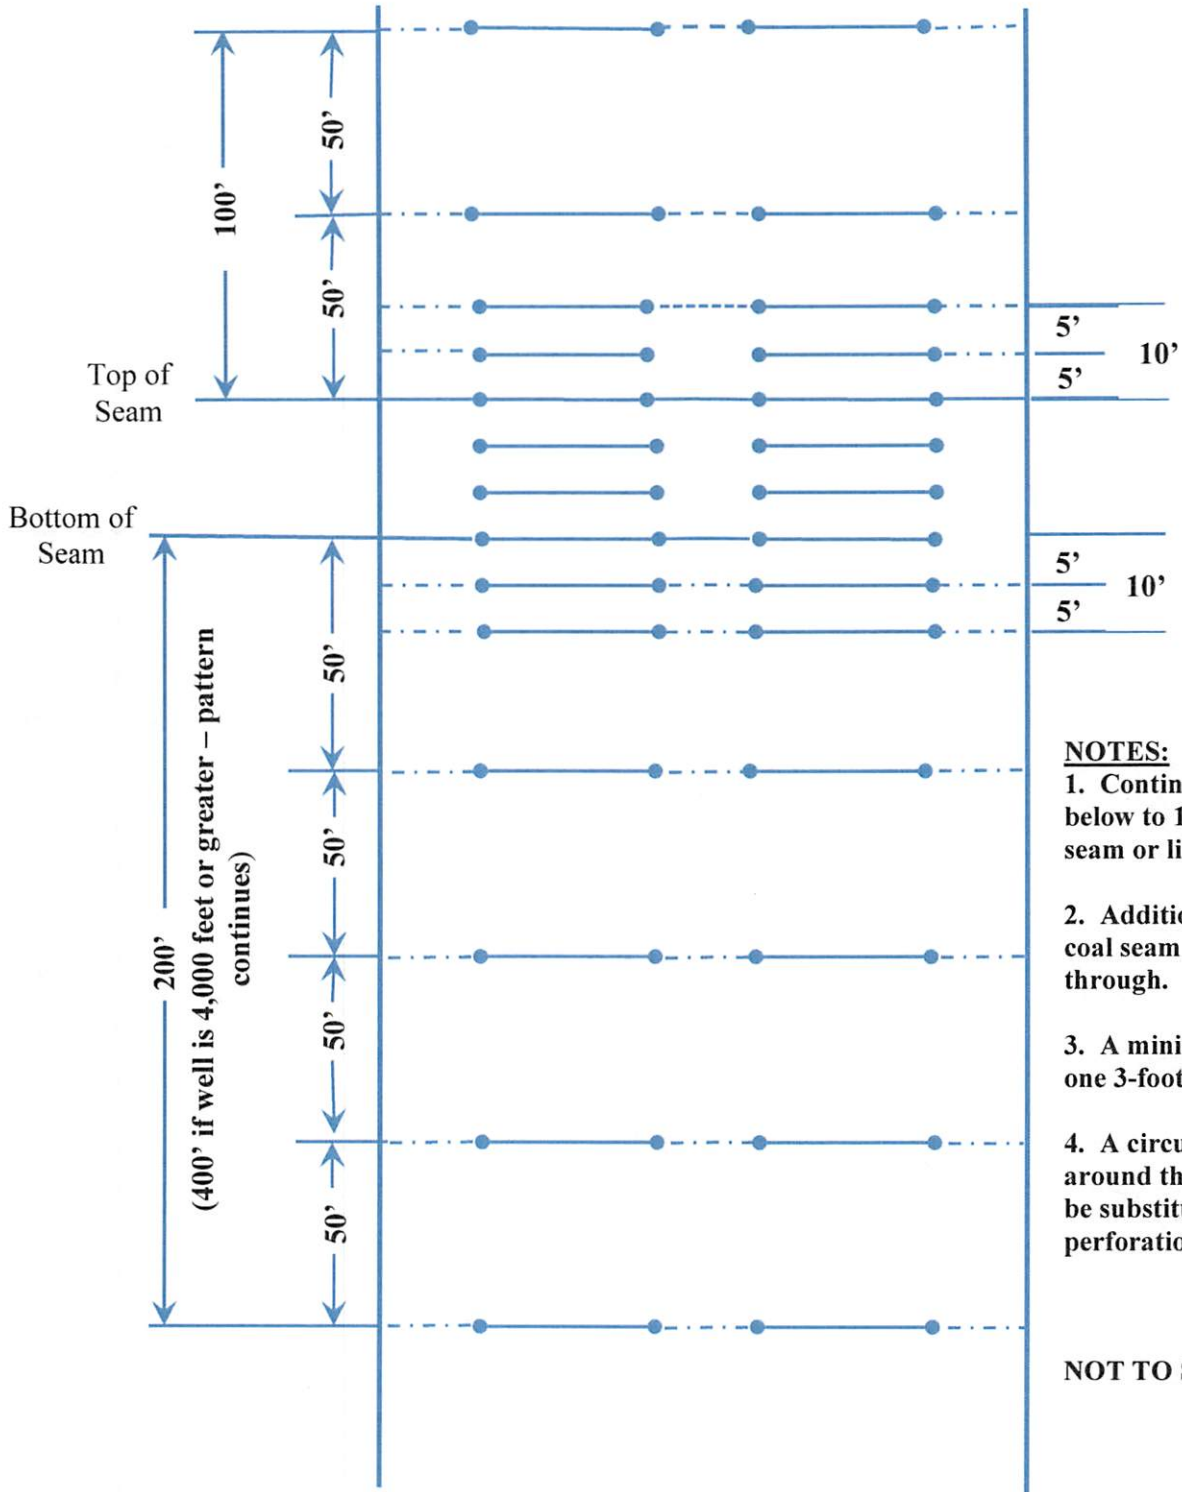 50'
100'
50'
5'
10'
5'
Top of
Seam
Bottom of
Seam
5'
10'
5'
50'
200'
(400' if well is 4,000 feet or greater – pattern
continues)
50'
50'
50'
NOTES:
1. Contin
below to 1
seam or li
2. Additio
coal seam
through.
3. A mini
one 3-foot
4. A circu
around th
be substitu
perforatio
NOT TO